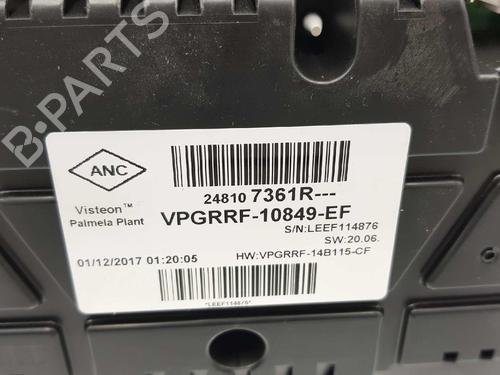 B-PARTS
ANC
24810 7361R---
VPGRRF-10849-EF
Visteon™
Palmela Plant
S/N:LEEF114876
SW:20.06.
01/12/2017 01:20:05
HW:VPGRRF-14B115-CF
*LEEF114876*